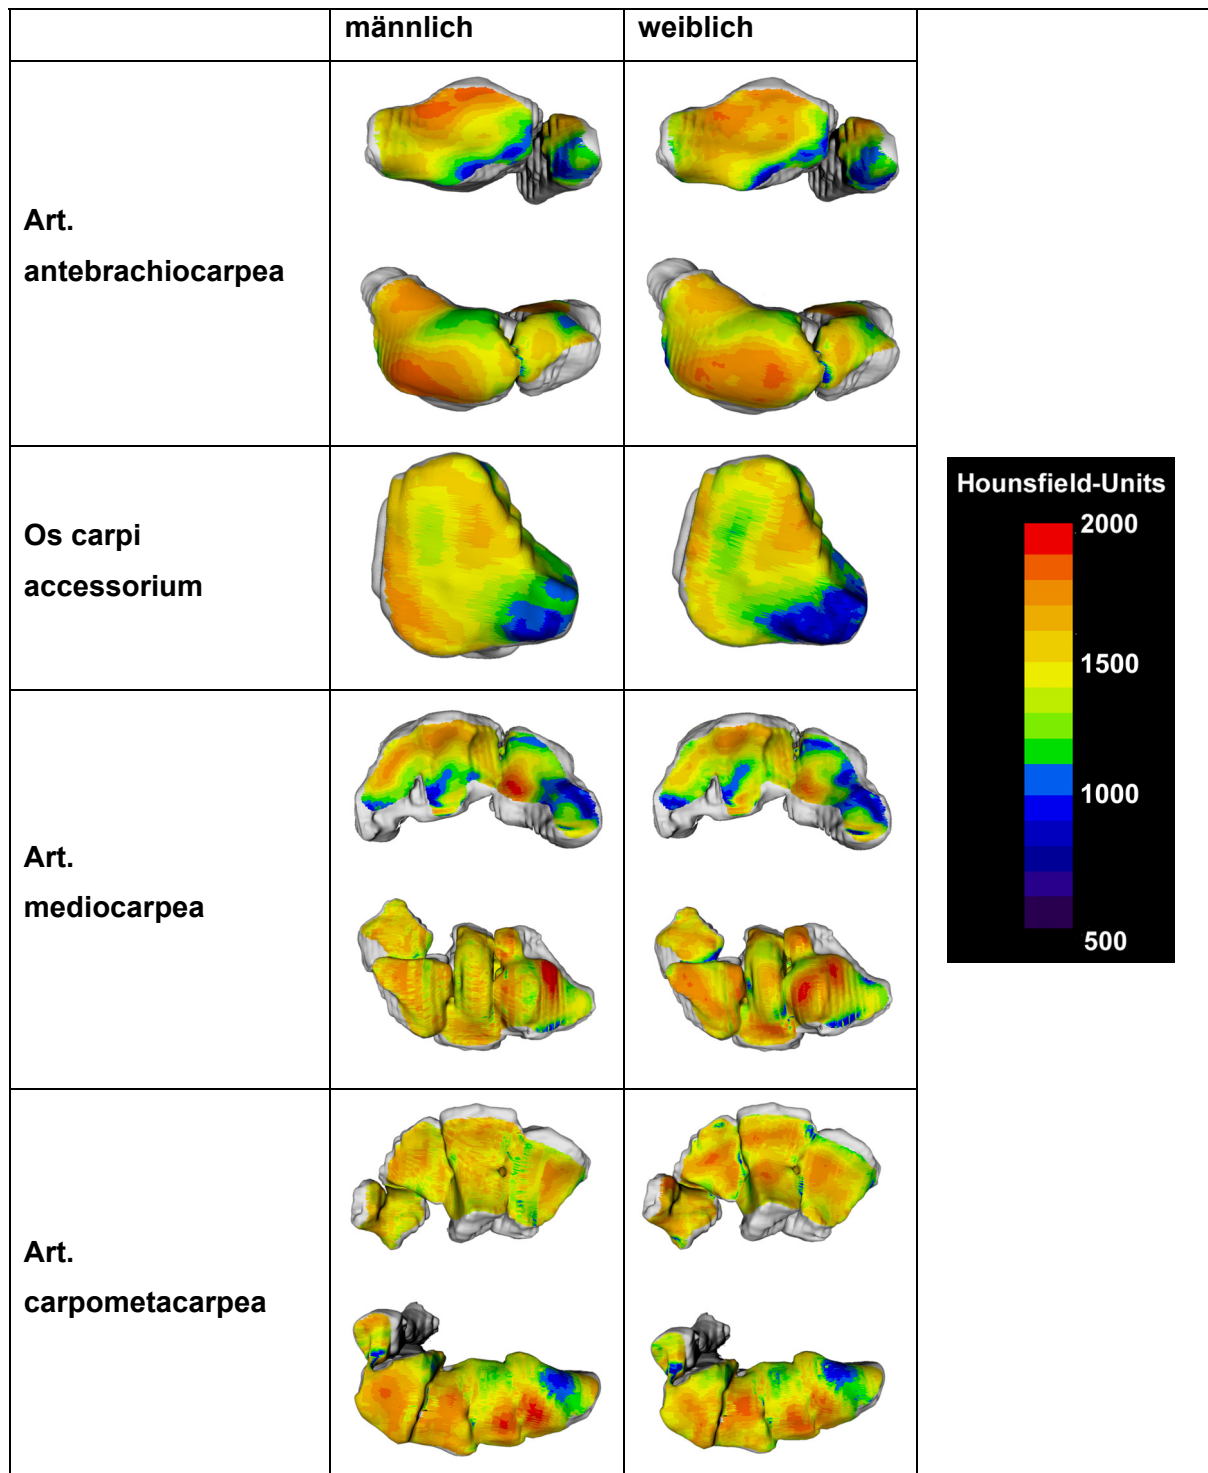 männlich
weiblich
Art.
antebrachiocarpea
Os carpi
accessorium
Art.
mediocarpea
Art.
carpometacarpea
Hounsfield-Units
2000
1500
1000
500